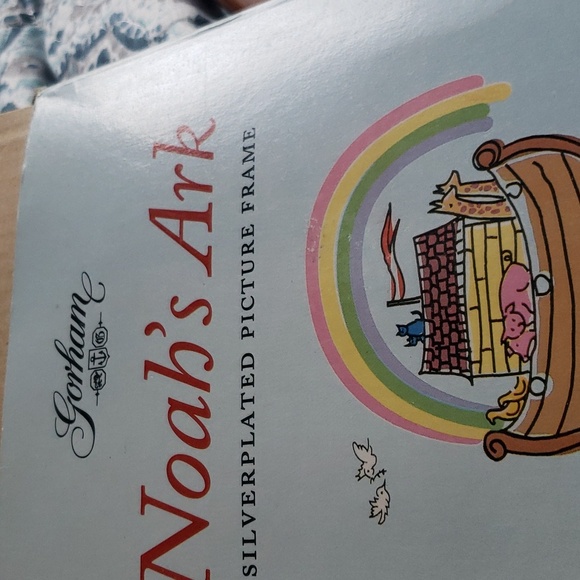 Gorham
Noah's Ark
SILVERPLATED PICTURE FRAME